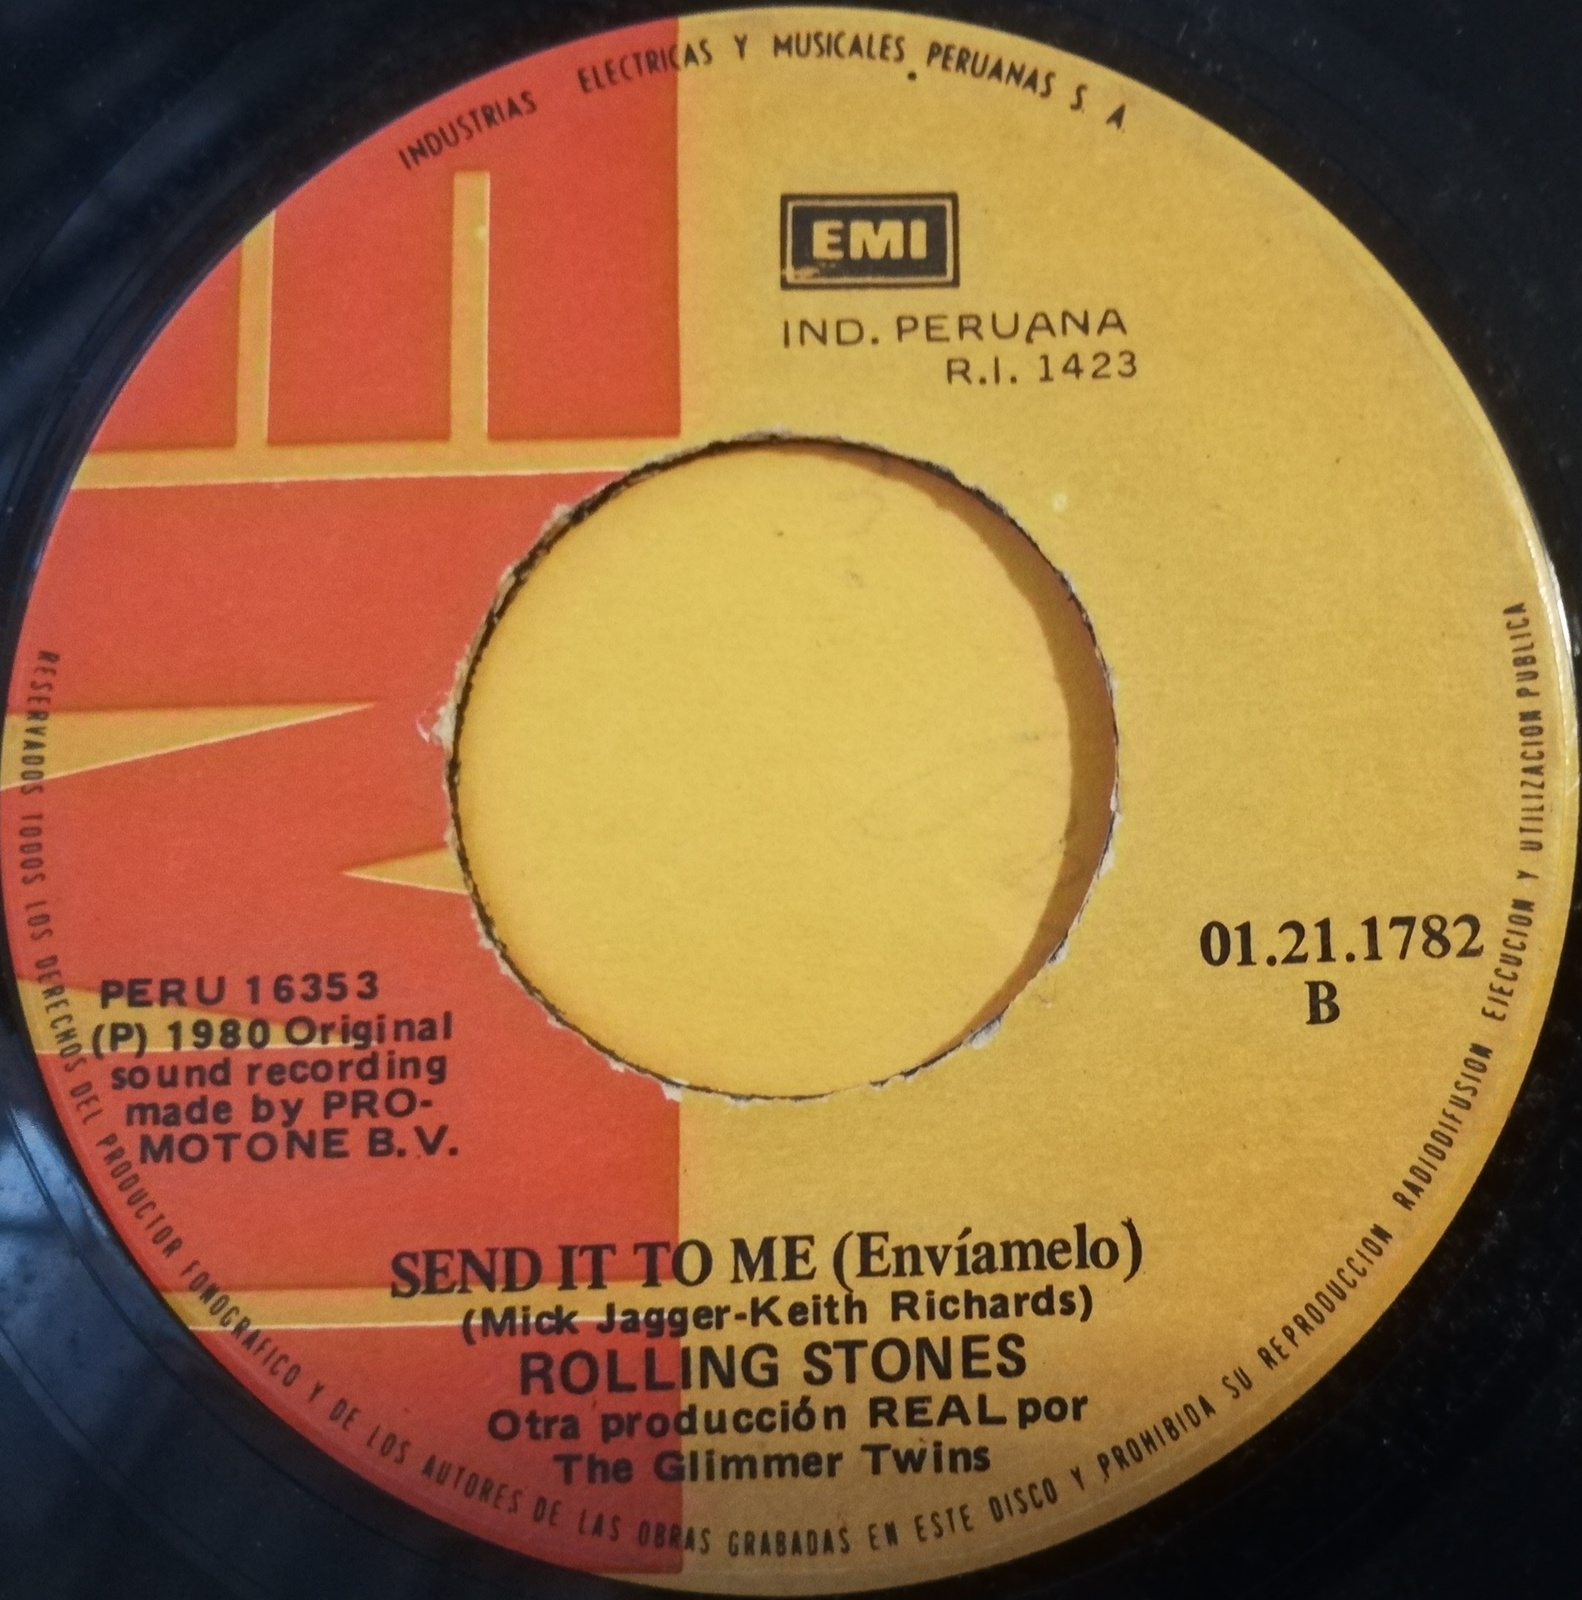 INDUSTRIAS ELECTRICAS Y MUSICALES PERUANAS S. A.
EMI
IND. PERUANA
R.I. 1423
01.21.1782
B
PERU 16353
(P) 1980 Original
sound recording
made by PRO-
MOTONE B.V.
SEND IT TO ME (Envíamelo)
(Mick Jagger-Keith Richards)
ROLLING STONES
Otra producción REAL por
The Glimmer Twins
RESERVADOS TODOS LOS DERECHOS DEL PRODUCTOR FONOGRAFICO Y DE LOS AUTORES DE LAS OBRAS GRABADAS EN ESTE DISCO Y PROHIBIDA SU REPRODUCCION RADIODIFUSION EJECUCION Y UTILIZACION PUBLICA